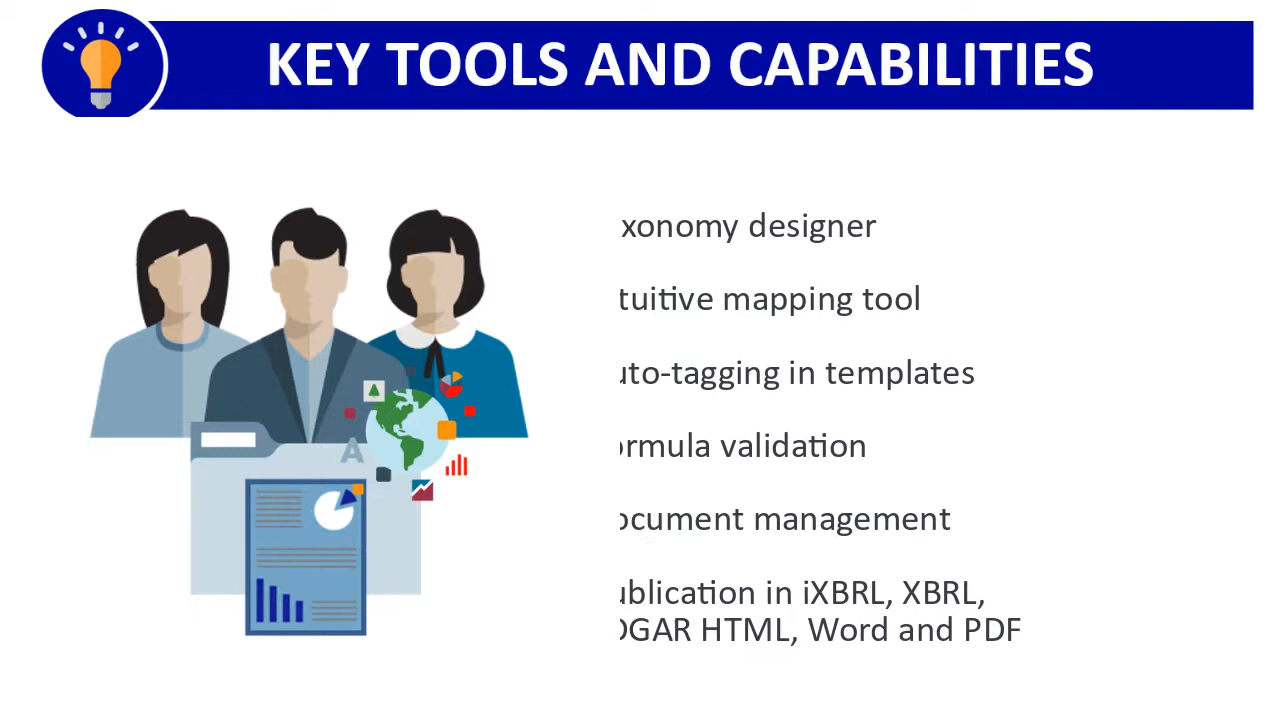 KEY TOOLS AND CAPABILITIES
xonomy designer
tuitive mapping tool
uto-tagging in templates
ormula validation
ocument management
ublication in iXBRL, XBRL,
DGAR HTML, Word and PDF
A